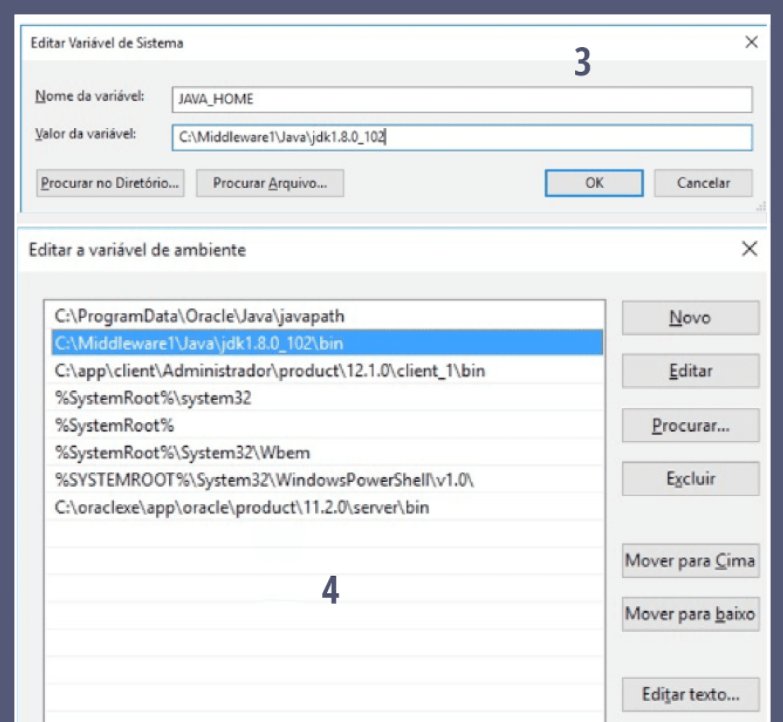 Editar Variável de Sistema
3
Nome da variável: JAVA_HOME
Valor da variável: C:\Middleware1\Java\jdk1.8.0_102
Procurar no Diretório... Procurar Arquivo... OK Cancelar
Editar a variável de ambiente
C:\ProgramData\Oracle\Java\javapath
C:\Middleware1\Java\jdk1.8.0_102\bin
C:\app\client\Administrador\product\12.1.0\client_1\bin
%SystemRoot%\system32
%SystemRoot%
%SystemRoot%\System32\Wbem
%SYSTEMROOT%\System32\WindowsPowerShell\v1.0\
C:\oraclexe\app\oracle\product\11.2.0\server\bin
4
Novo
Editar
Procurar...
Excluir
Mover para Cima
Mover para baixo
Editar texto...